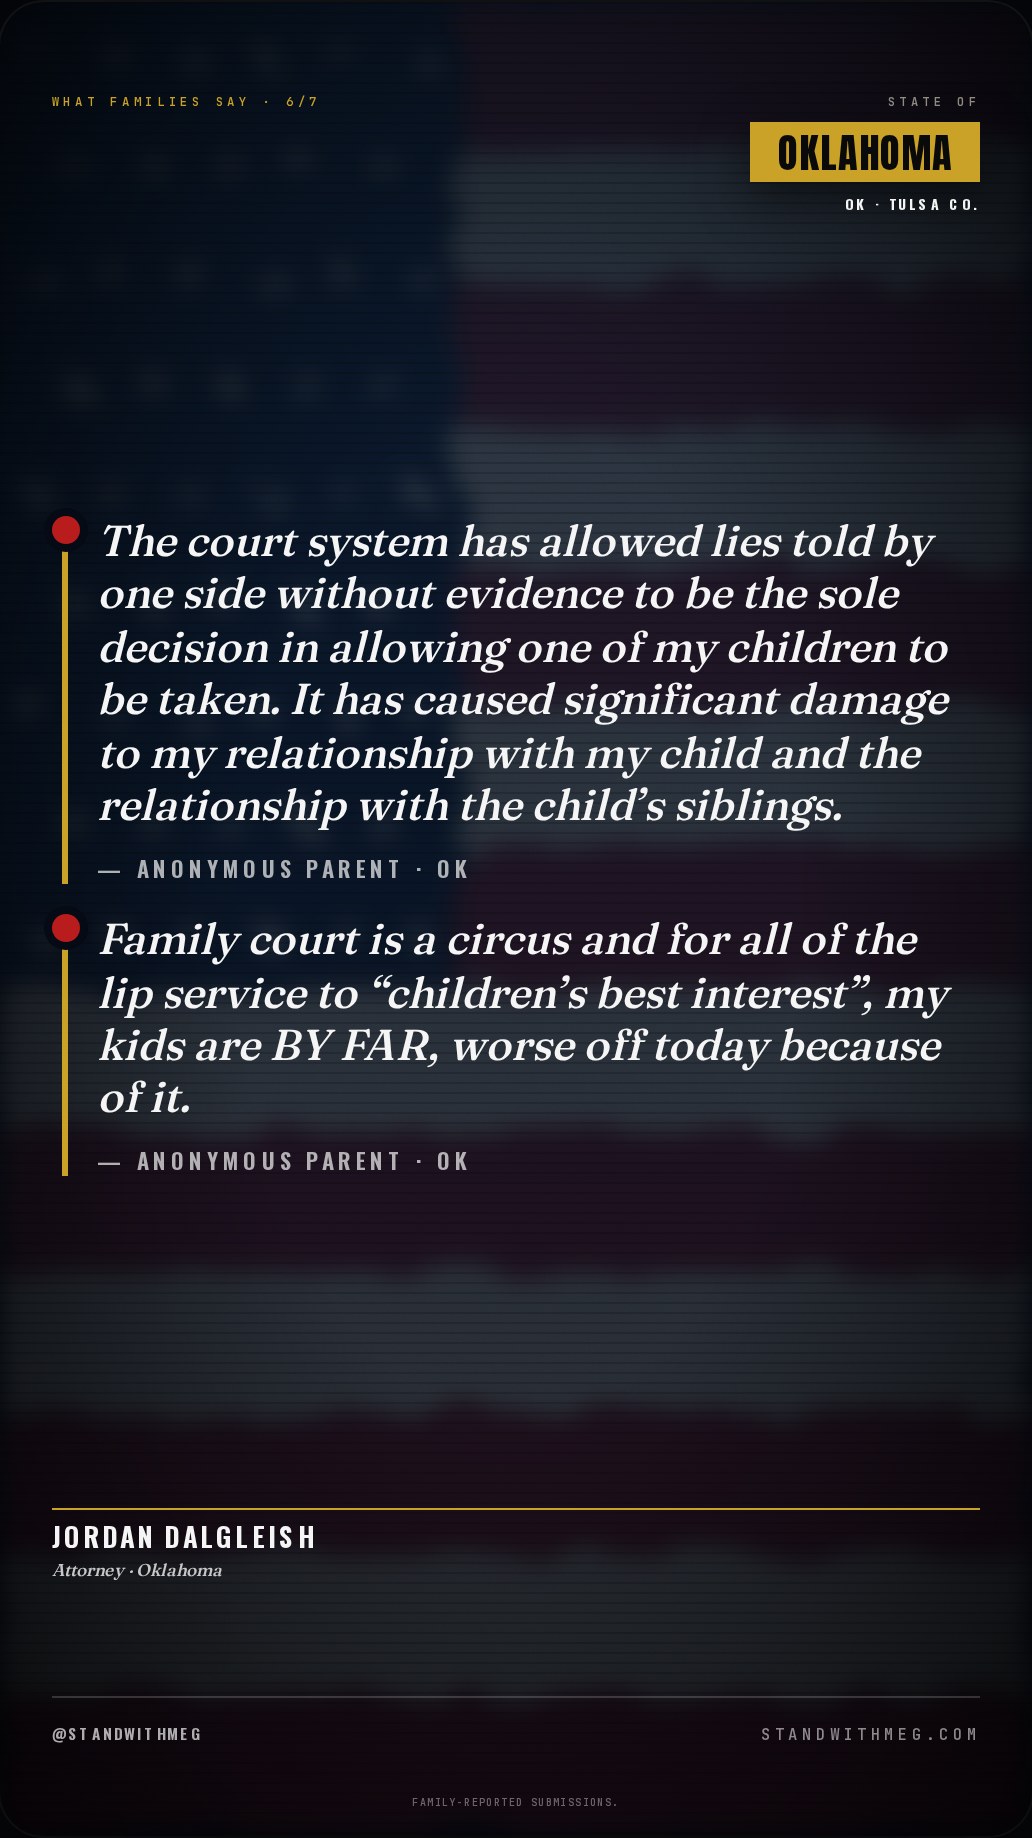 WHAT FAMILIES SAY · 6/7
STATE OF
OKLAHOMA
OK · TULSA CO.
The court system has allowed lies told by
one side without evidence to be the sole
decision in allowing one of my children to
be taken. It has caused significant damage
to my relationship with my child and the
relationship with the child’s siblings.
— ANONYMOUS PARENT · OK
Family court is a circus and for all of the
lip service to “children’s best interest”, my
kids are BY FAR, worse off today because
of it.
— ANONYMOUS PARENT · OK
JORDAN DALGLEISH
Attorney · Oklahoma
@STANDWITHMEG
STANDWITHMEG.COM
FAMILY-REPORTED SUBMISSIONS.